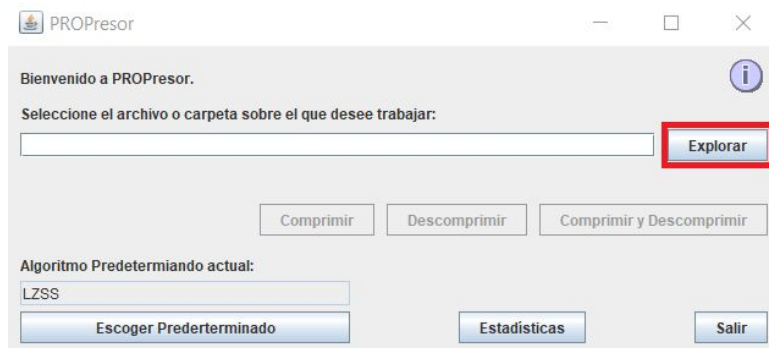 PROPresor
Bienvenido a PROPresor.
Seleccione el archivo o carpeta sobre el que desee trabajar:
Explorar
Comprimir Descomprimir Comprimir y Descomprimir
Algoritmo Predetermiando actual:
LZSS
Escoger Prederterminado Estadísticas Salir